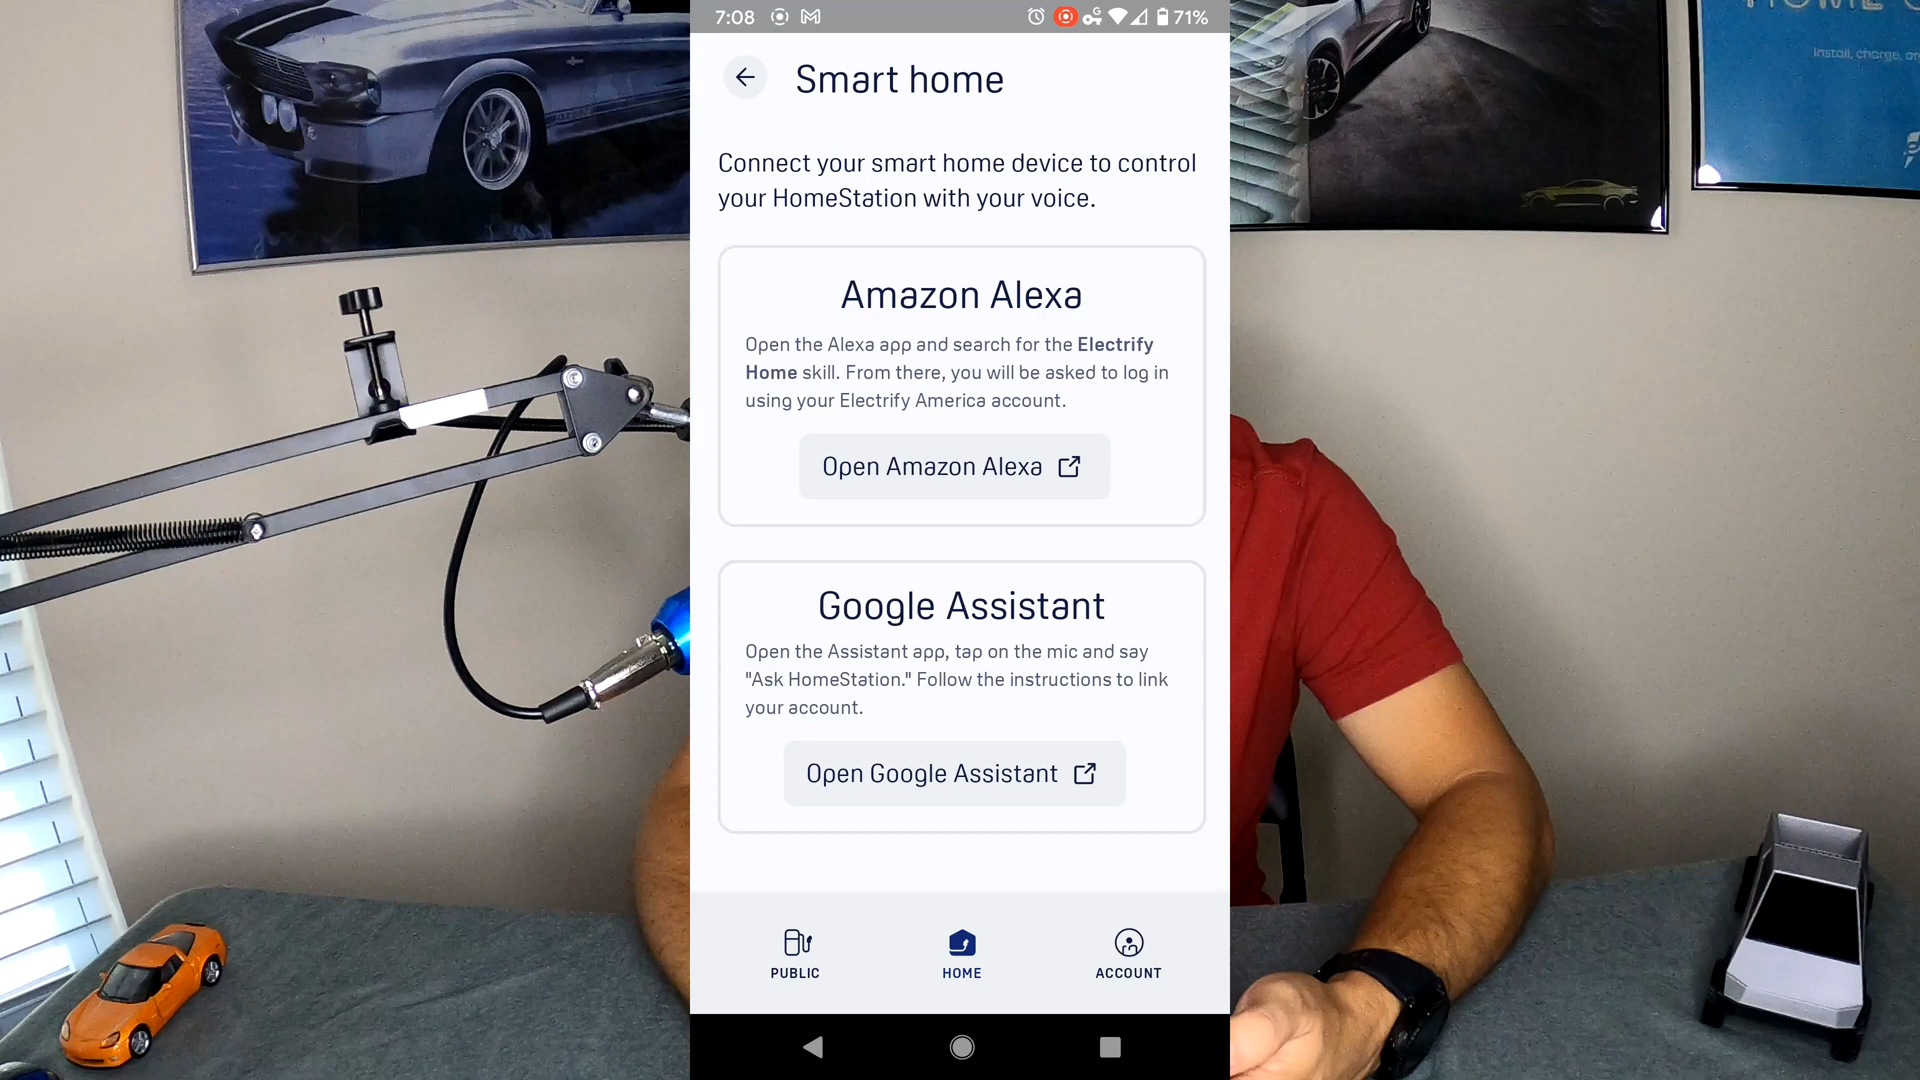 7:08
71%
Smart home
Connect your smart home device to control
your HomeStation with your voice.
Amazon Alexa
Open the Alexa app and search for the Electrify
Home skill. From there, you will be asked to log in
using your Electrify America account.
Open Amazon Alexa
Google Assistant
Open the Assistant app, tap on the mic and say
"Ask HomeStation." Follow the instructions to link
your account.
Open Google Assistant
PUBLIC
HOME
ACCOUNT
HOME
Install, charge,